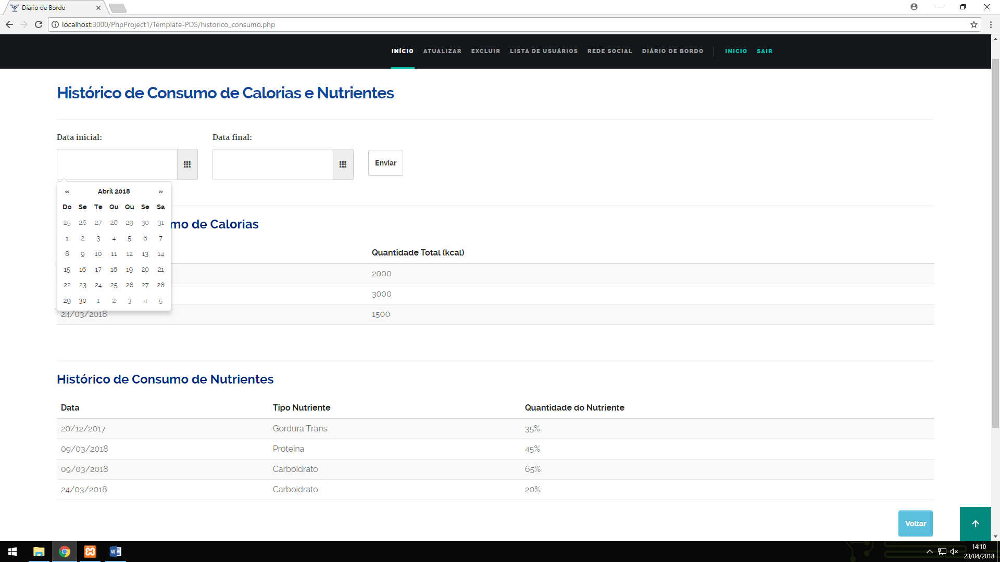 Diário de Bordo
localhost:3000/PhpProject1/Template-PDS/historico_consumo.php
INÍCIO ATUALIZAR EXCLUIR LISTA DE USUÁRIOS REDE SOCIAL DIÁRIO DE BORDO INICIO SAIR
Histórico de Consumo de Calorias e Nutrientes
Data inicial: Data final:
Enviar
« Abril 2018 »
Do Se Te Qu Qu Se Sa
25 26 27 28 29 30 31
1 2 3 4 5 6 7
8 9 10 11 12 13 14
15 16 17 18 19 20 21
22 23 24 25 26 27 28
29 30 1 2 3 4 5
mo de Calorias
Quantidade Total (kcal)
2000
3000
24/03/2018 1500
Histórico de Consumo de Nutrientes
Data Tipo Nutriente Quantidade do Nutriente
20/12/2017 Gordura Trans 35%
09/03/2018 Proteína 45%
09/03/2018 Carboidrato 65%
24/03/2018 Carboidrato 20%
Voltar
14:10
23/04/2018